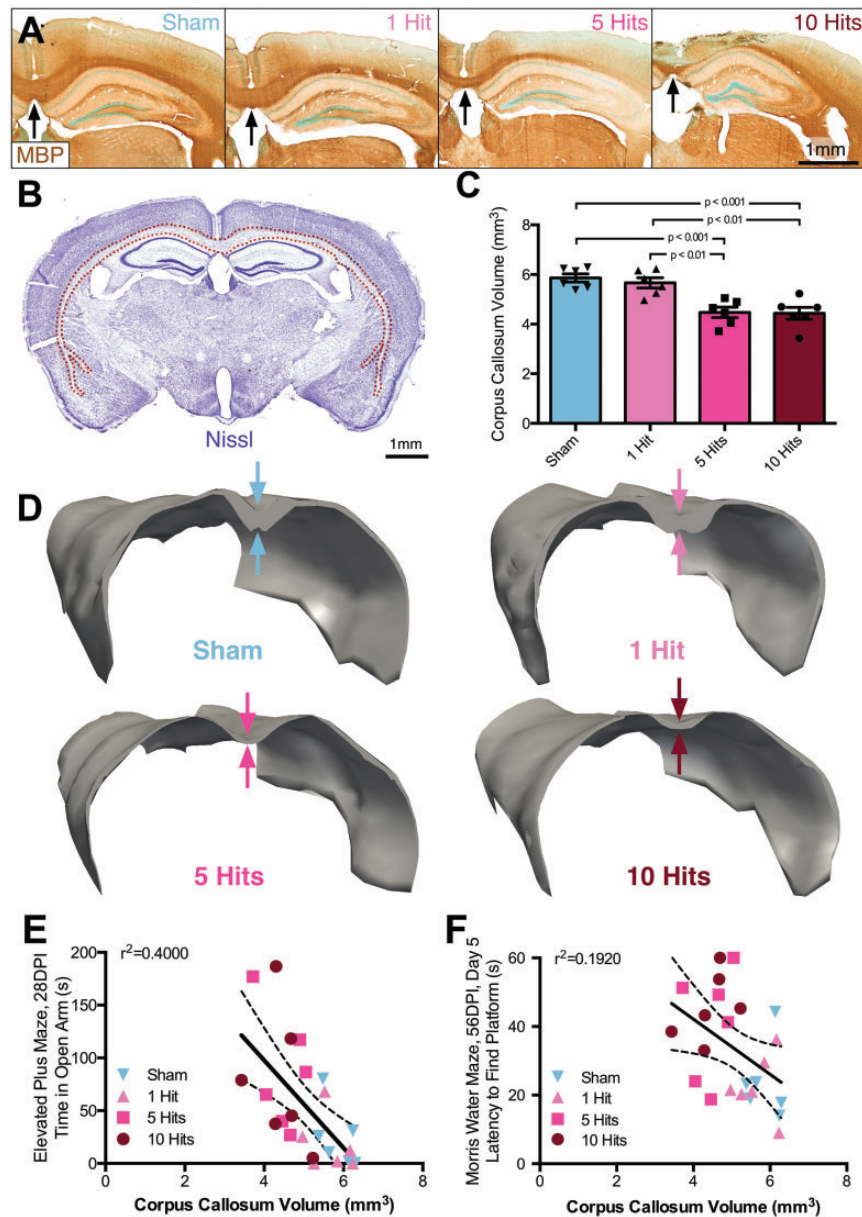 A
Sham
1 Hit
5 Hits
10 Hits
MBP
1mm
B
Nissl
1mm
C
Corpus Callosum Volume (mm³)
8
6
4
2
0
p < 0.001
p < 0.01
p < 0.001
p < 0.01
Sham
1 Hit
5 Hits
10 Hits
D
Sham
1 Hit
5 Hits
10 Hits
E
r²=0.4000
Elevated Plus Maze, 28DPI
Time in Open Arm (s)
200
150
100
50
0
Sham
1 Hit
5 Hits
10 Hits
0 2 4 6 8
Corpus Callosum Volume (mm³)
F
r²=0.1920
Morris Water Maze, 56DPI, Day 5
Latency to Find Platform (s)
60
40
20
0
Sham
1 Hit
5 Hits
10 Hits
0 2 4 6 8
Corpus Callosum Volume (mm³)